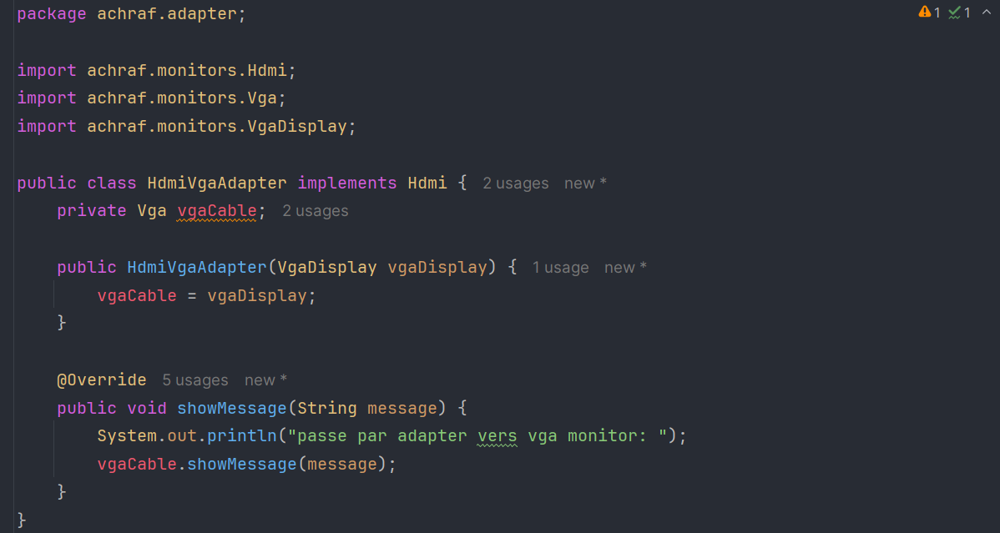 package achraf.adapter;
1 1
import achraf.monitors.Hdmi;
import achraf.monitors.Vga;
import achraf.monitors.VgaDisplay;
public class HdmiVgaAdapter implements Hdmi { 2 usages new *
private Vga vgaCable; 2 usages
public HdmiVgaAdapter(VgaDisplay vgaDisplay) { 1 usage new *
vgaCable = vgaDisplay;
}
@Override 5 usages new *
public void showMessage(String message) {
System.out.println("passe par adapter vers vga monitor: ");
vgaCable.showMessage(message);
}
}